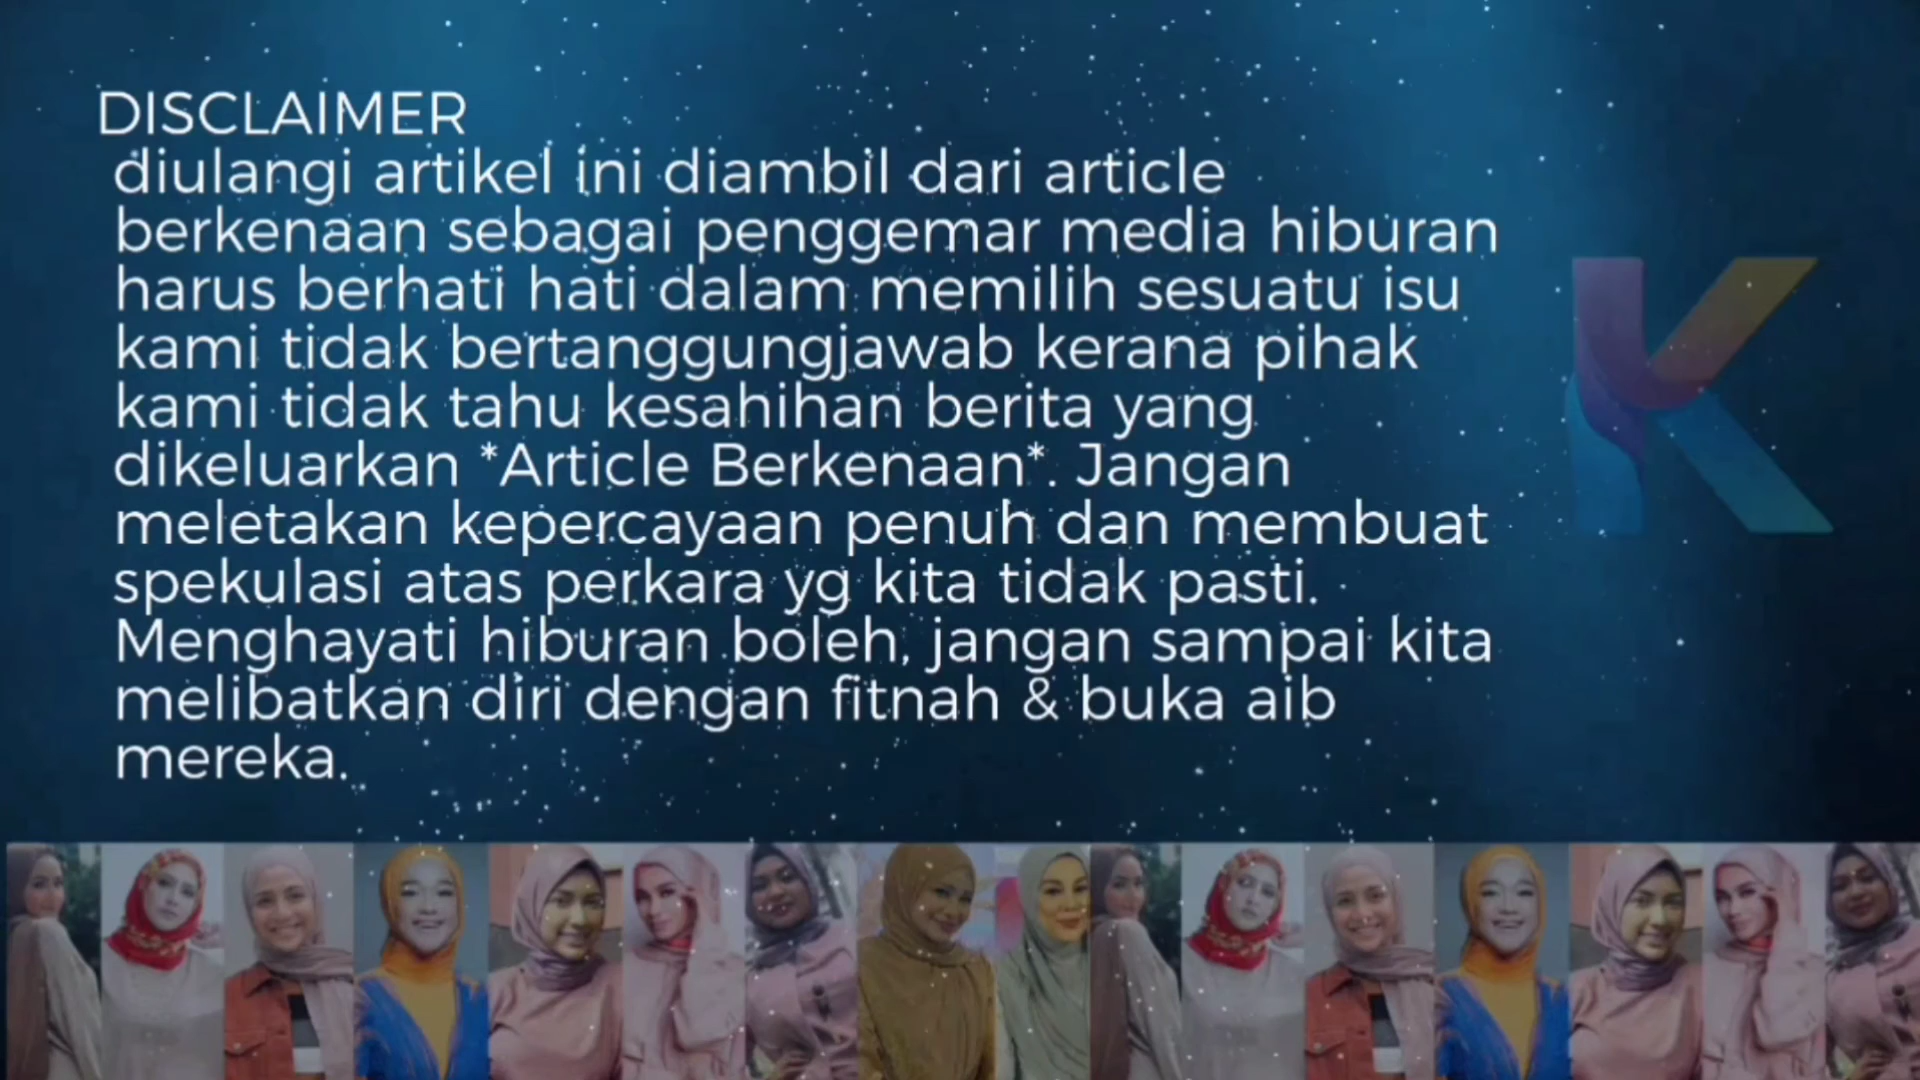 DISCLAIMER
diulangi artikel ini diambil dari article
berkenaan sebagai penggemar media hiburan
harus berhati hati dalam memilih sesuatu isu
kami tidak bertanggungjawab kerana pihak
kami tidak tahu kesahihan berita yang
dikeluarkan *Article Berkenaan*. Jangan
meletakan kepercayaan penuh dan membuat
spekulasi atas perkara yg kita tidak pasti.
Menghayati hiburan boleh, jangan sampai kita
melibatkan diri dengan fitnah & buka aib
mereka.
K